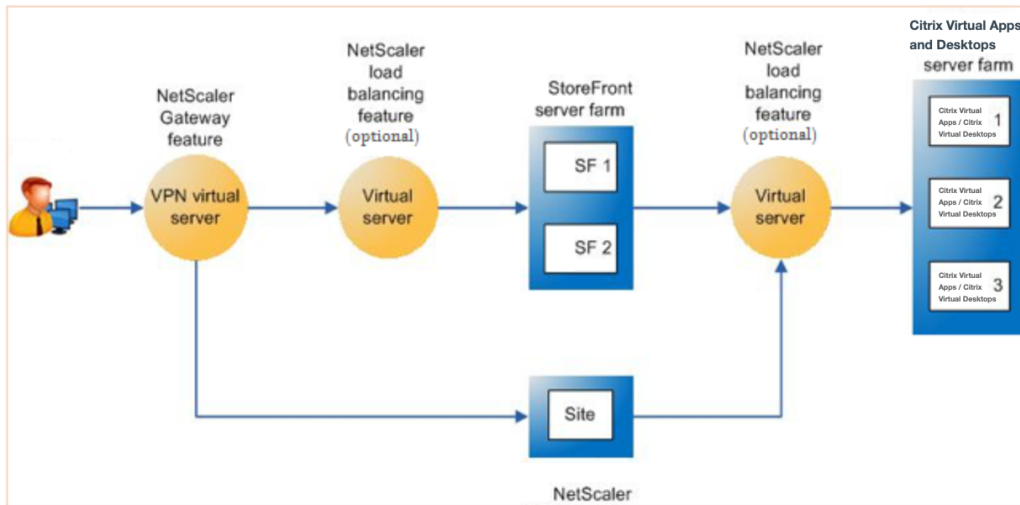 NetScaler
Gateway
feature
VPN virtual
server
NetScaler
load
balancing
feature
(optional)
Virtual
server
StoreFront
server farm
SF 1
SF 2
Site
NetScaler
NetScaler
load
balancing
feature
(optional)
Virtual
server
Citrix Virtual Apps
and Desktops
server farm
Citrix Virtual
Apps / Citrix
Virtual Desktops
1
Citrix Virtual
Apps / Citrix
Virtual Desktops
2
Citrix Virtual
Apps / Citrix
Virtual Desktops
3